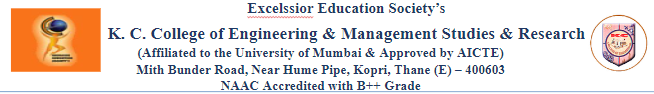 Excelssior Education Society's
K. C. College of Engineering & Management Studies & Research
(Affiliated to the University of Mumbai & Approved by AICTE)
Mith Bunder Road, Near Hume Pipe, Kopri, Thane (E) – 400603
NAAC Accredited with B++ Grade